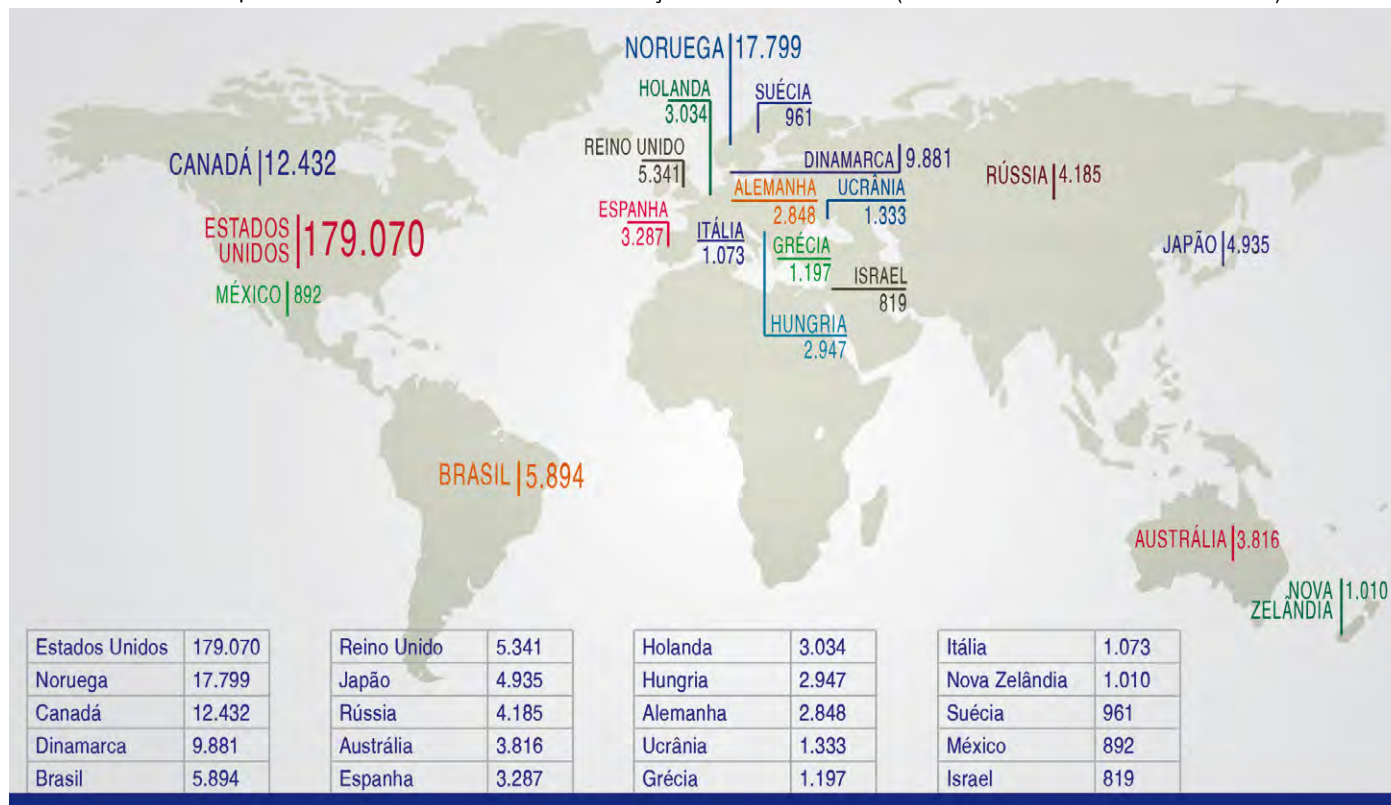 NORUEGA 17.799
HOLANDA
3.034
SUÉCIA
961
REINO UNIDO
5.341
DINAMARCA 9.881
CANADÁ 12.432
RÚSSIA 4.185
ALEMANHA
2.848
UCRÂNIA
1.333
ESPANHA
3.287
ITÁLIA
1.073
ESTADOS
UNIDOS 179.070
GRÉCIA
1.197
JAPÃO 4.935
ISRAEL
819
MÉXICO 892
HUNGRIA
2.947
BRASIL 5.894
AUSTRÁLIA 3.816
NOVA
ZELÂNDIA 1.010
Estados Unidos 179.070
Noruega 17.799
Canadá 12.432
Dinamarca 9.881
Brasil 5.894
Reino Unido 5.341
Japão 4.935
Rússia 4.185
Austrália 3.816
Espanha 3.287
Holanda 3.034
Hungria 2.947
Alemanha 2.848
Ucrânia 1.333
Grécia 1.197
Itália 1.073
Nova Zelândia 1.010
Suécia 961
México 892
Israel 819